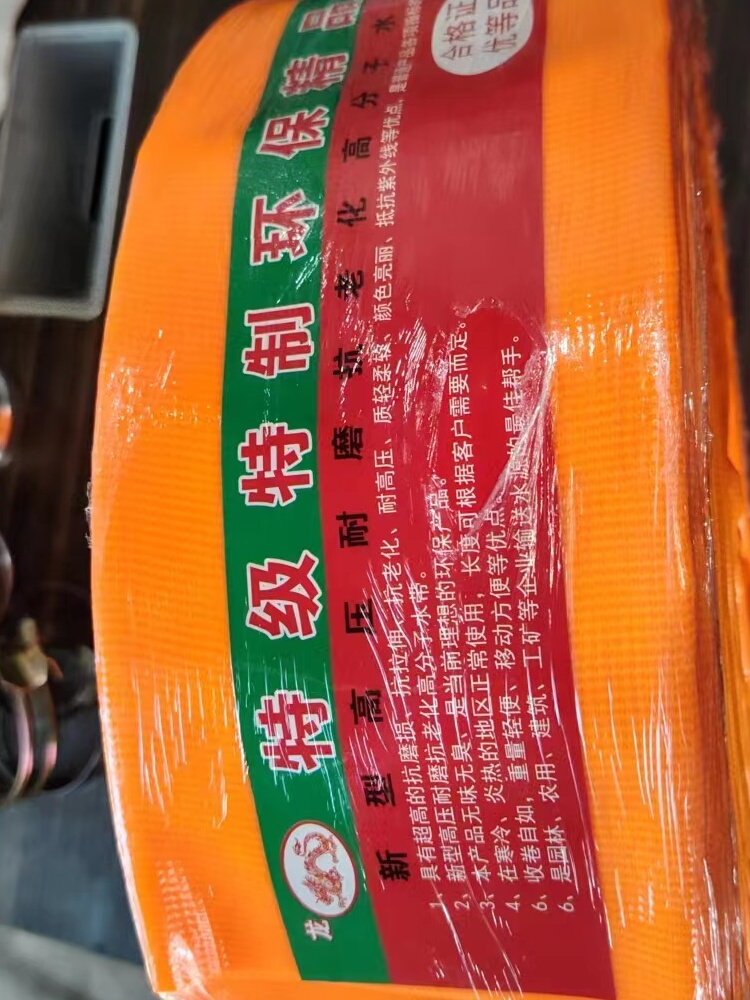 龙
特级特制环保精品
新型高压耐磨抗老化高分子水
合格证
优等品
1、具有超高的抗磨损、抗拉伸、抗老化、耐高压、质轻柔软、颜色亮丽、抵抗紫外线等优点，是
新型高压耐磨抗老化高分子水带。
2、本产品无味无臭、是当前理想的环保产品。
3、在寒冷、炎热的地区正常使用，长度可根据客户需要而定。
4、收卷自如，重量轻便、移动方便等优点
6、是园林、农用、建筑、工矿等企业输送水源的最佳帮手。
6、